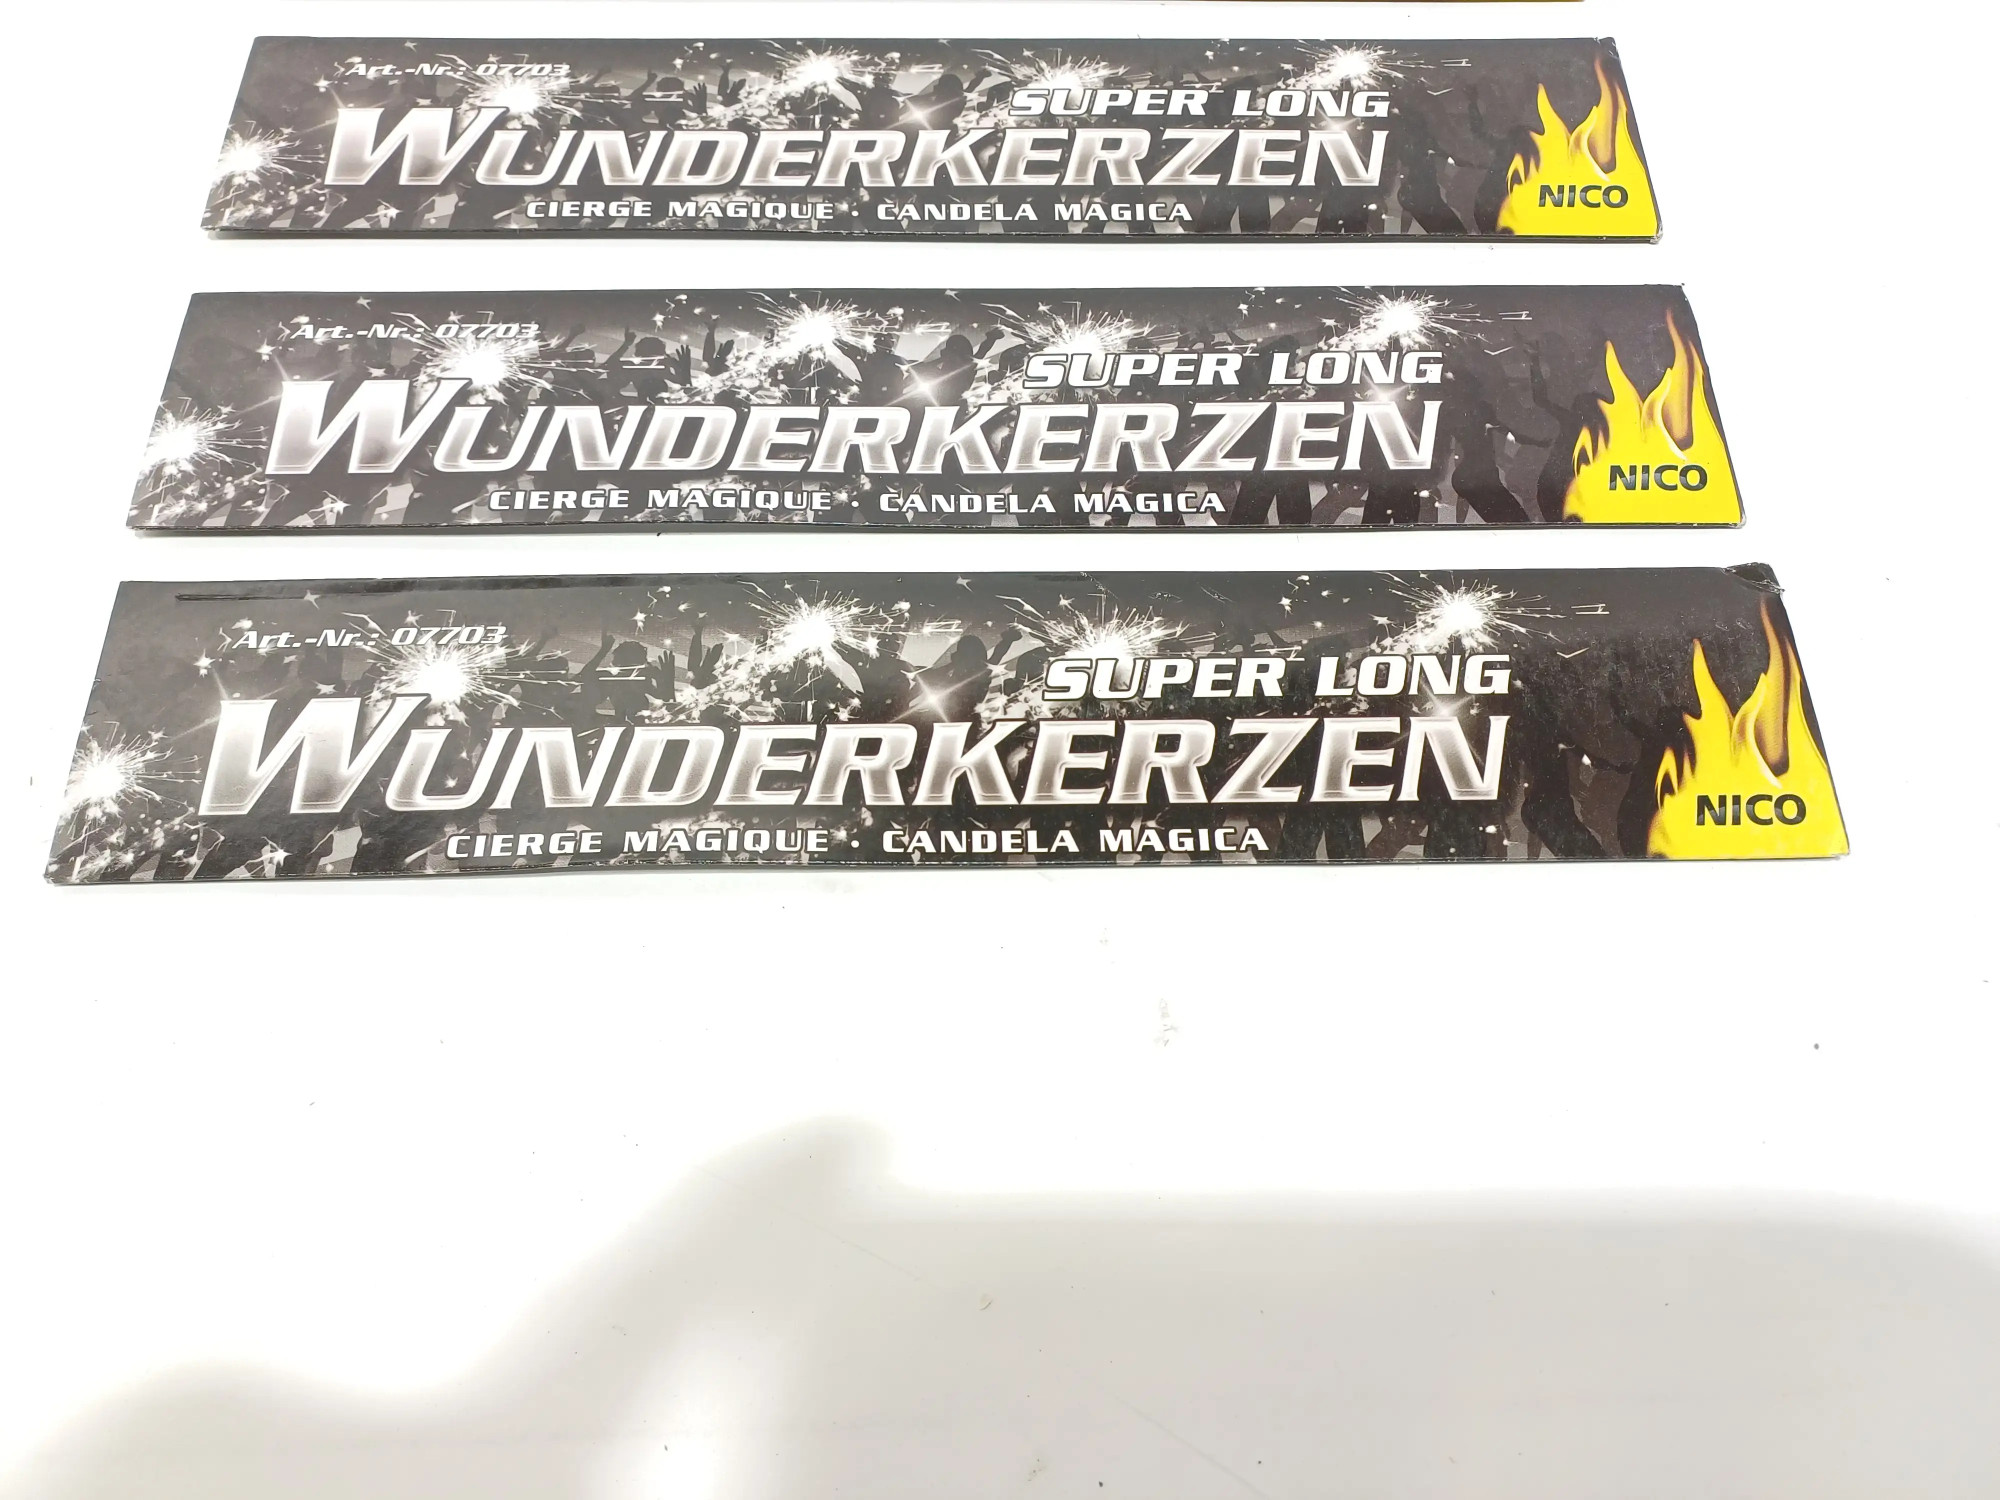 Art.-Nr.: 07703
SUPER LONG
WUNDERKERZEN
CIERGE MAGIQUE · CANDELA MAGICA
NICO
Art.-Nr.: 07703
SUPER LONG
WUNDERKERZEN
CIERGE MAGIQUE · CANDELA MAGICA
NICO
Art.-Nr.: 07703
SUPER LONG
WUNDERKERZEN
CIERGE MAGIQUE · CANDELA MAGICA
NICO